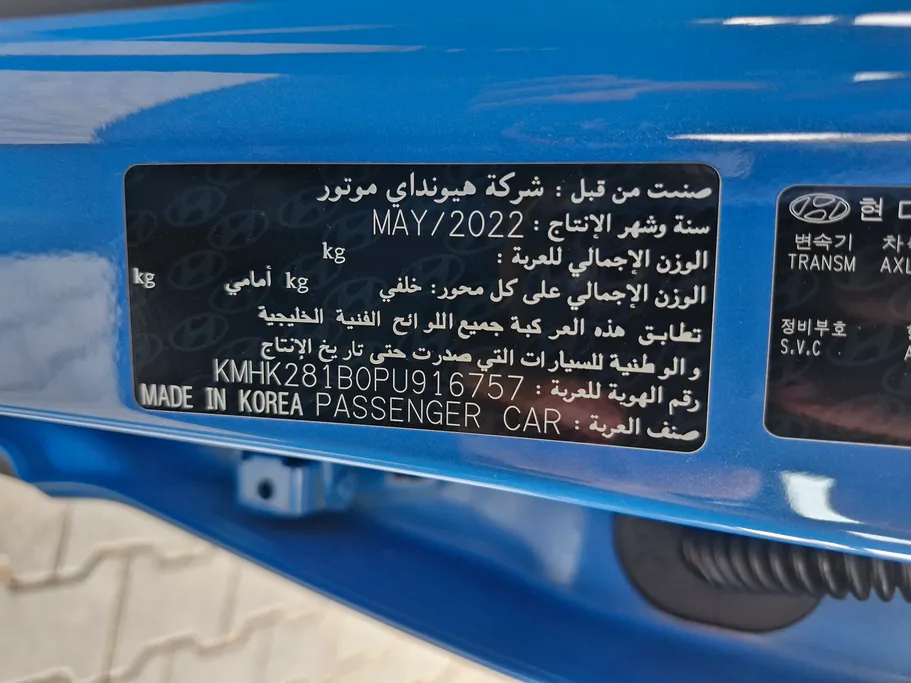 صنعت من قبل : شركة هيونداي موتور
سنة وشهر الإنتاج : MAY/2022
الوزن الإجمالي للعربة : kg
الوزن الإجمالي على كل محور: خلفي kg أمامي kg
تطابق هذه العركبة جميع اللوائح الفنية الخليجية
والوطنية للسيارات التي صدرت حتى تاريخ الإنتاج
رقم الهوية للعربة : KMHK281B0PU916757
صنف العربة : PASSENGER CAR MADE IN KOREA
현
변속기
TRANSM AXL
정비부호
S.V.C